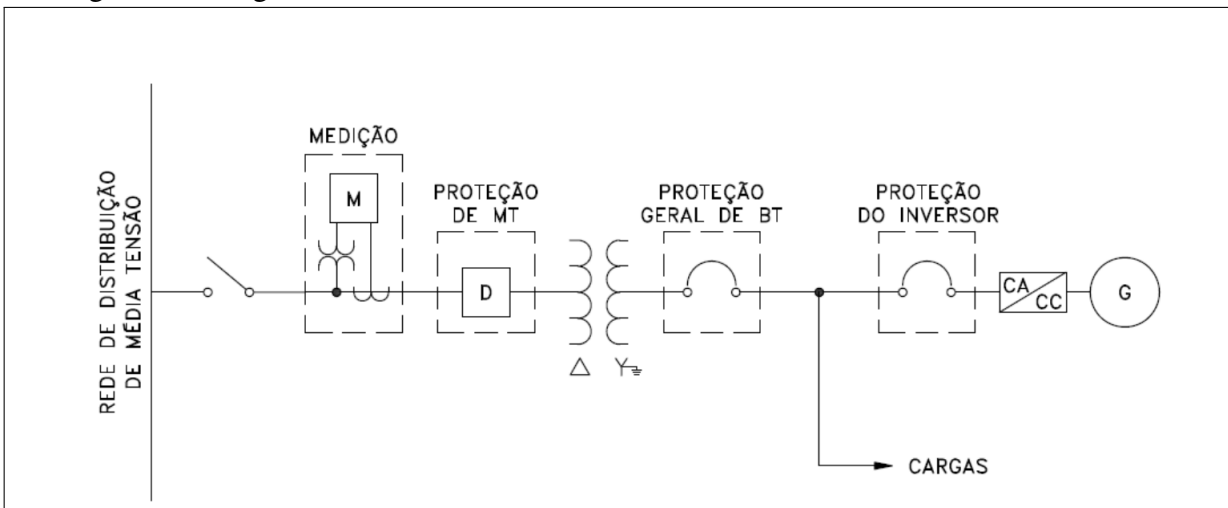 REDE DE DISTRIBUIÇÃO
DE MÉDIA TENSÃO
MEDIÇÃO
M
PROTEÇÃO
DE MT
D
PROTEÇÃO
GERAL DE BT
PROTEÇÃO
DO INVERSOR
CA
CC
G
CARGAS